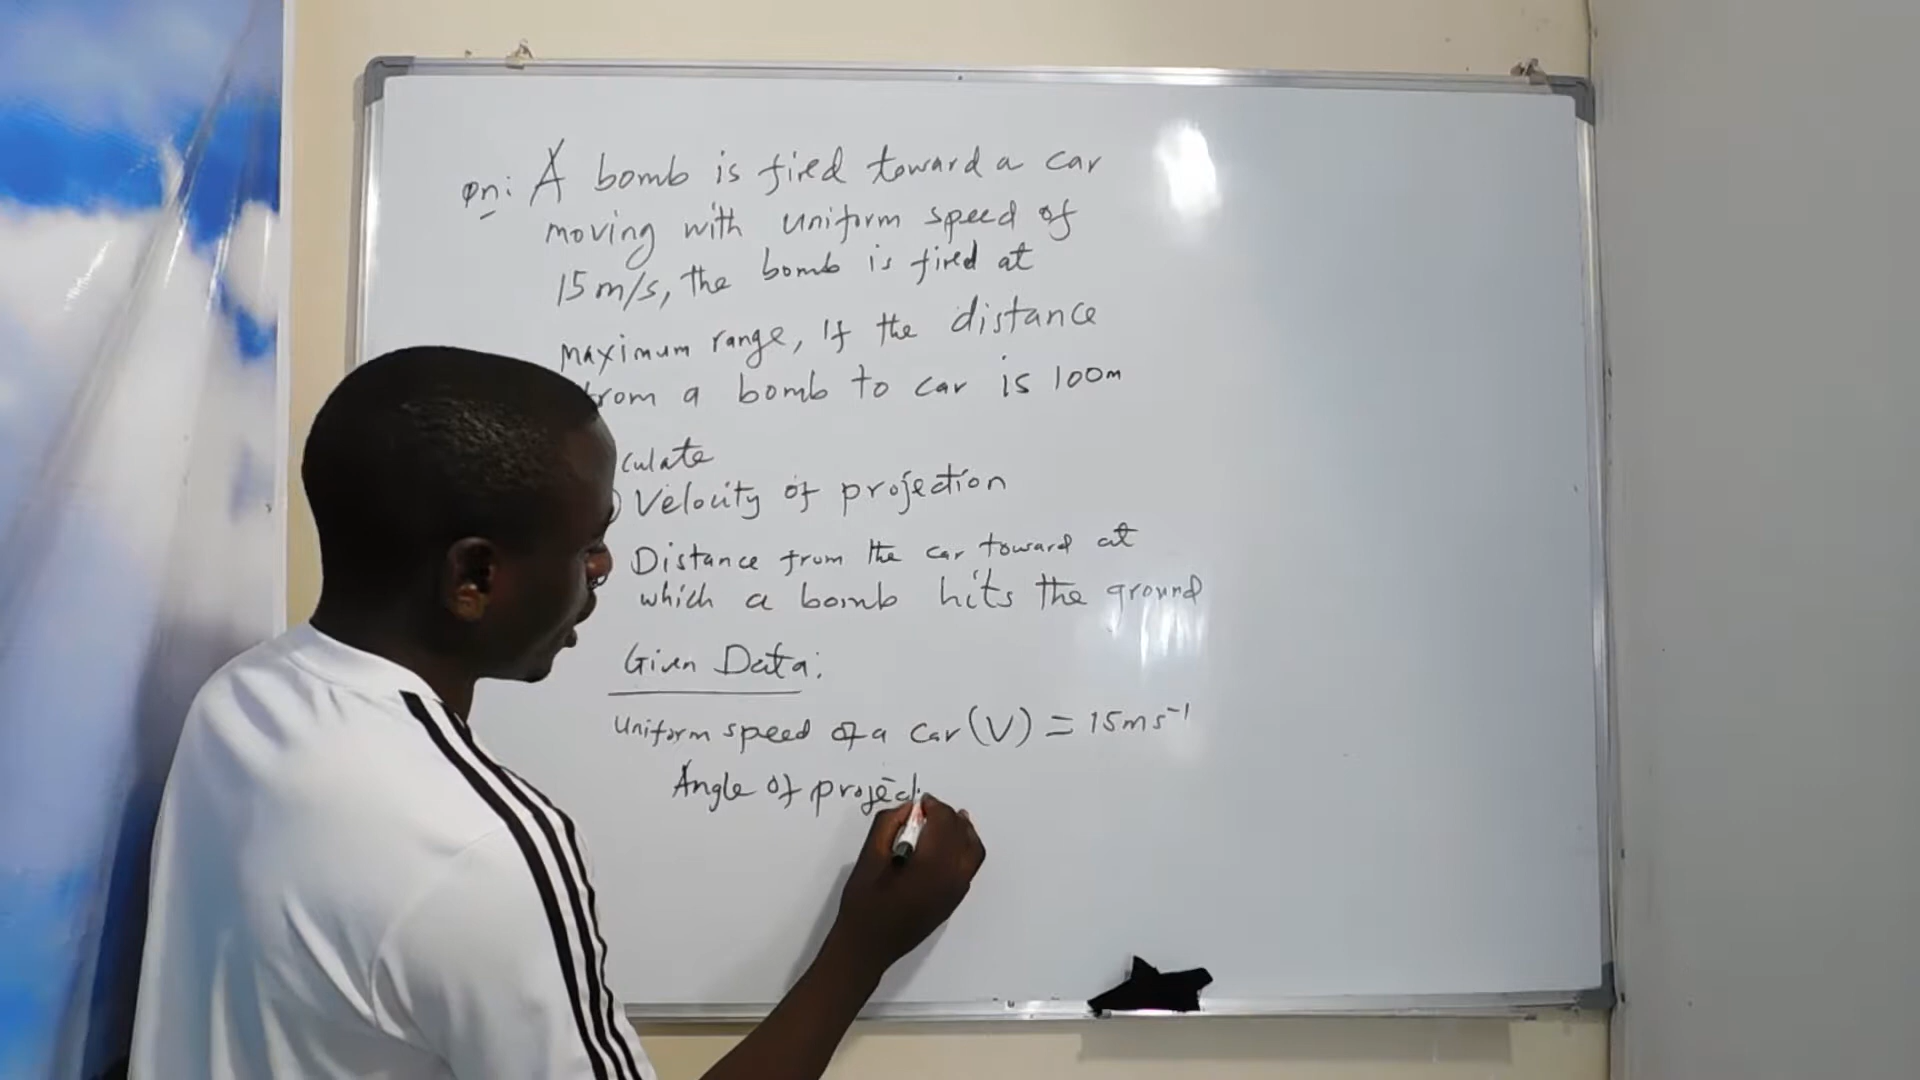 Qn: A bomb is fired toward a car
moving with uniform speed of
15m/s, the bomb is fired at
maximum range, If the distance
from a bomb to car is 100m
culate
) Velocity of projection
Distance from the car toward at
which a bomb hits the ground
Given Data:
Uniform speed of a car (V) = 15ms⁻¹
Angle of project